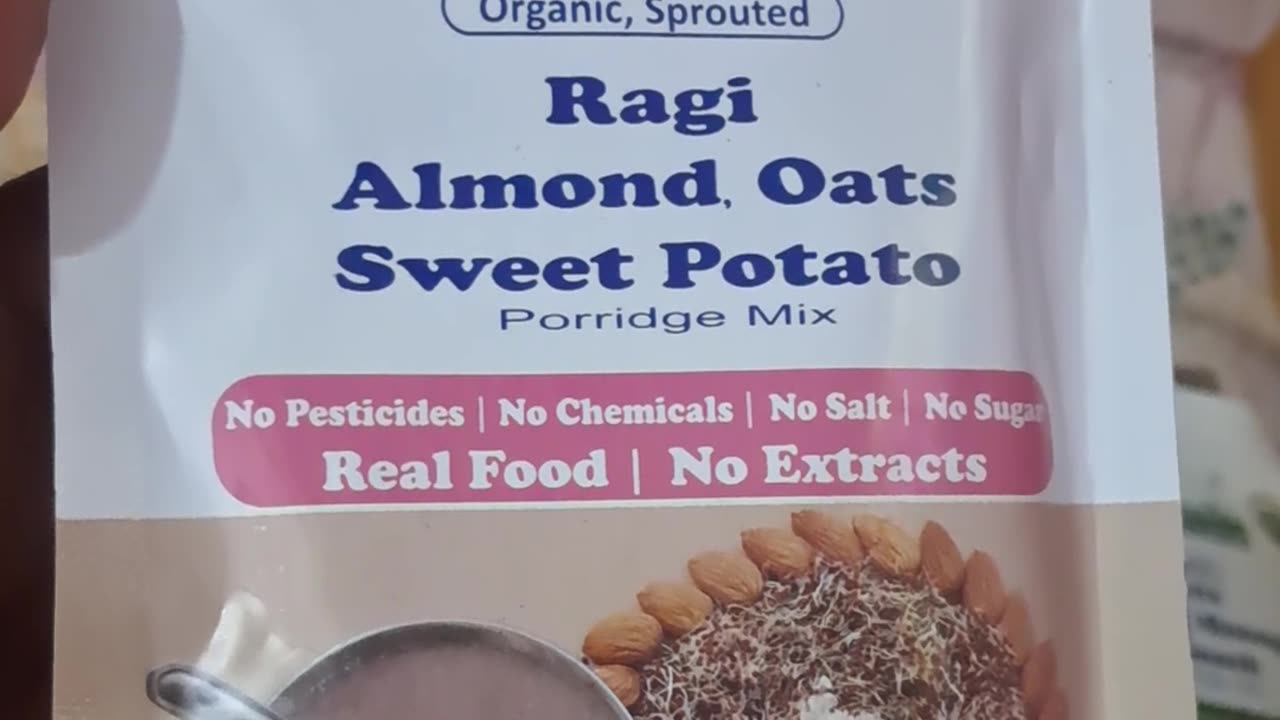 Organic, Sprouted
Ragi
Almond, Oats
Sweet Potato
Porridge Mix
No Pesticides | No Chemicals | No Salt | No Sugar
Real Food | No Extracts